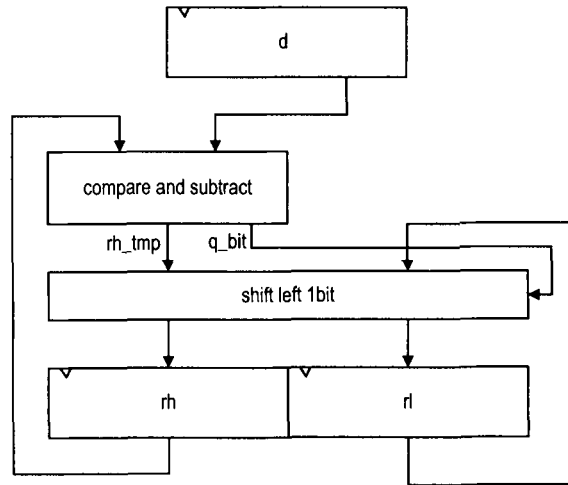 d
compare and subtract
rh_tmp
q_bit
shift left 1bit
rh
rl